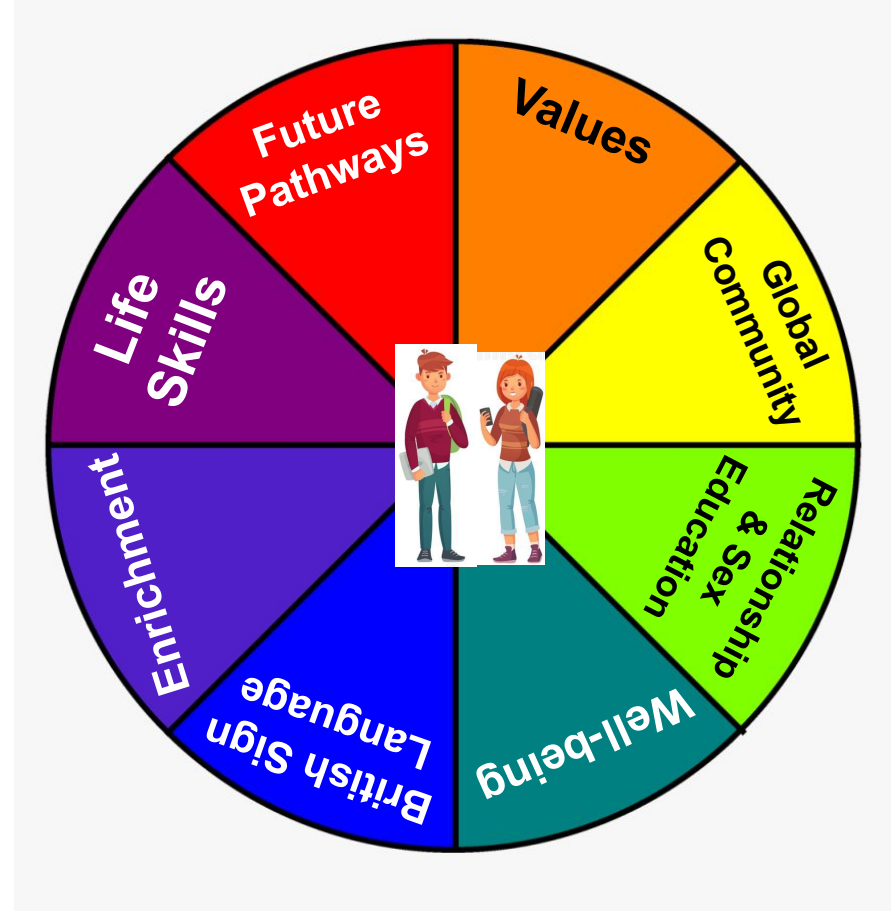 Values
Global
Community
Relationship
& Sex
Education
Well-being
British Sign
Language
Enrichment
Life
Skills
Future
Pathways